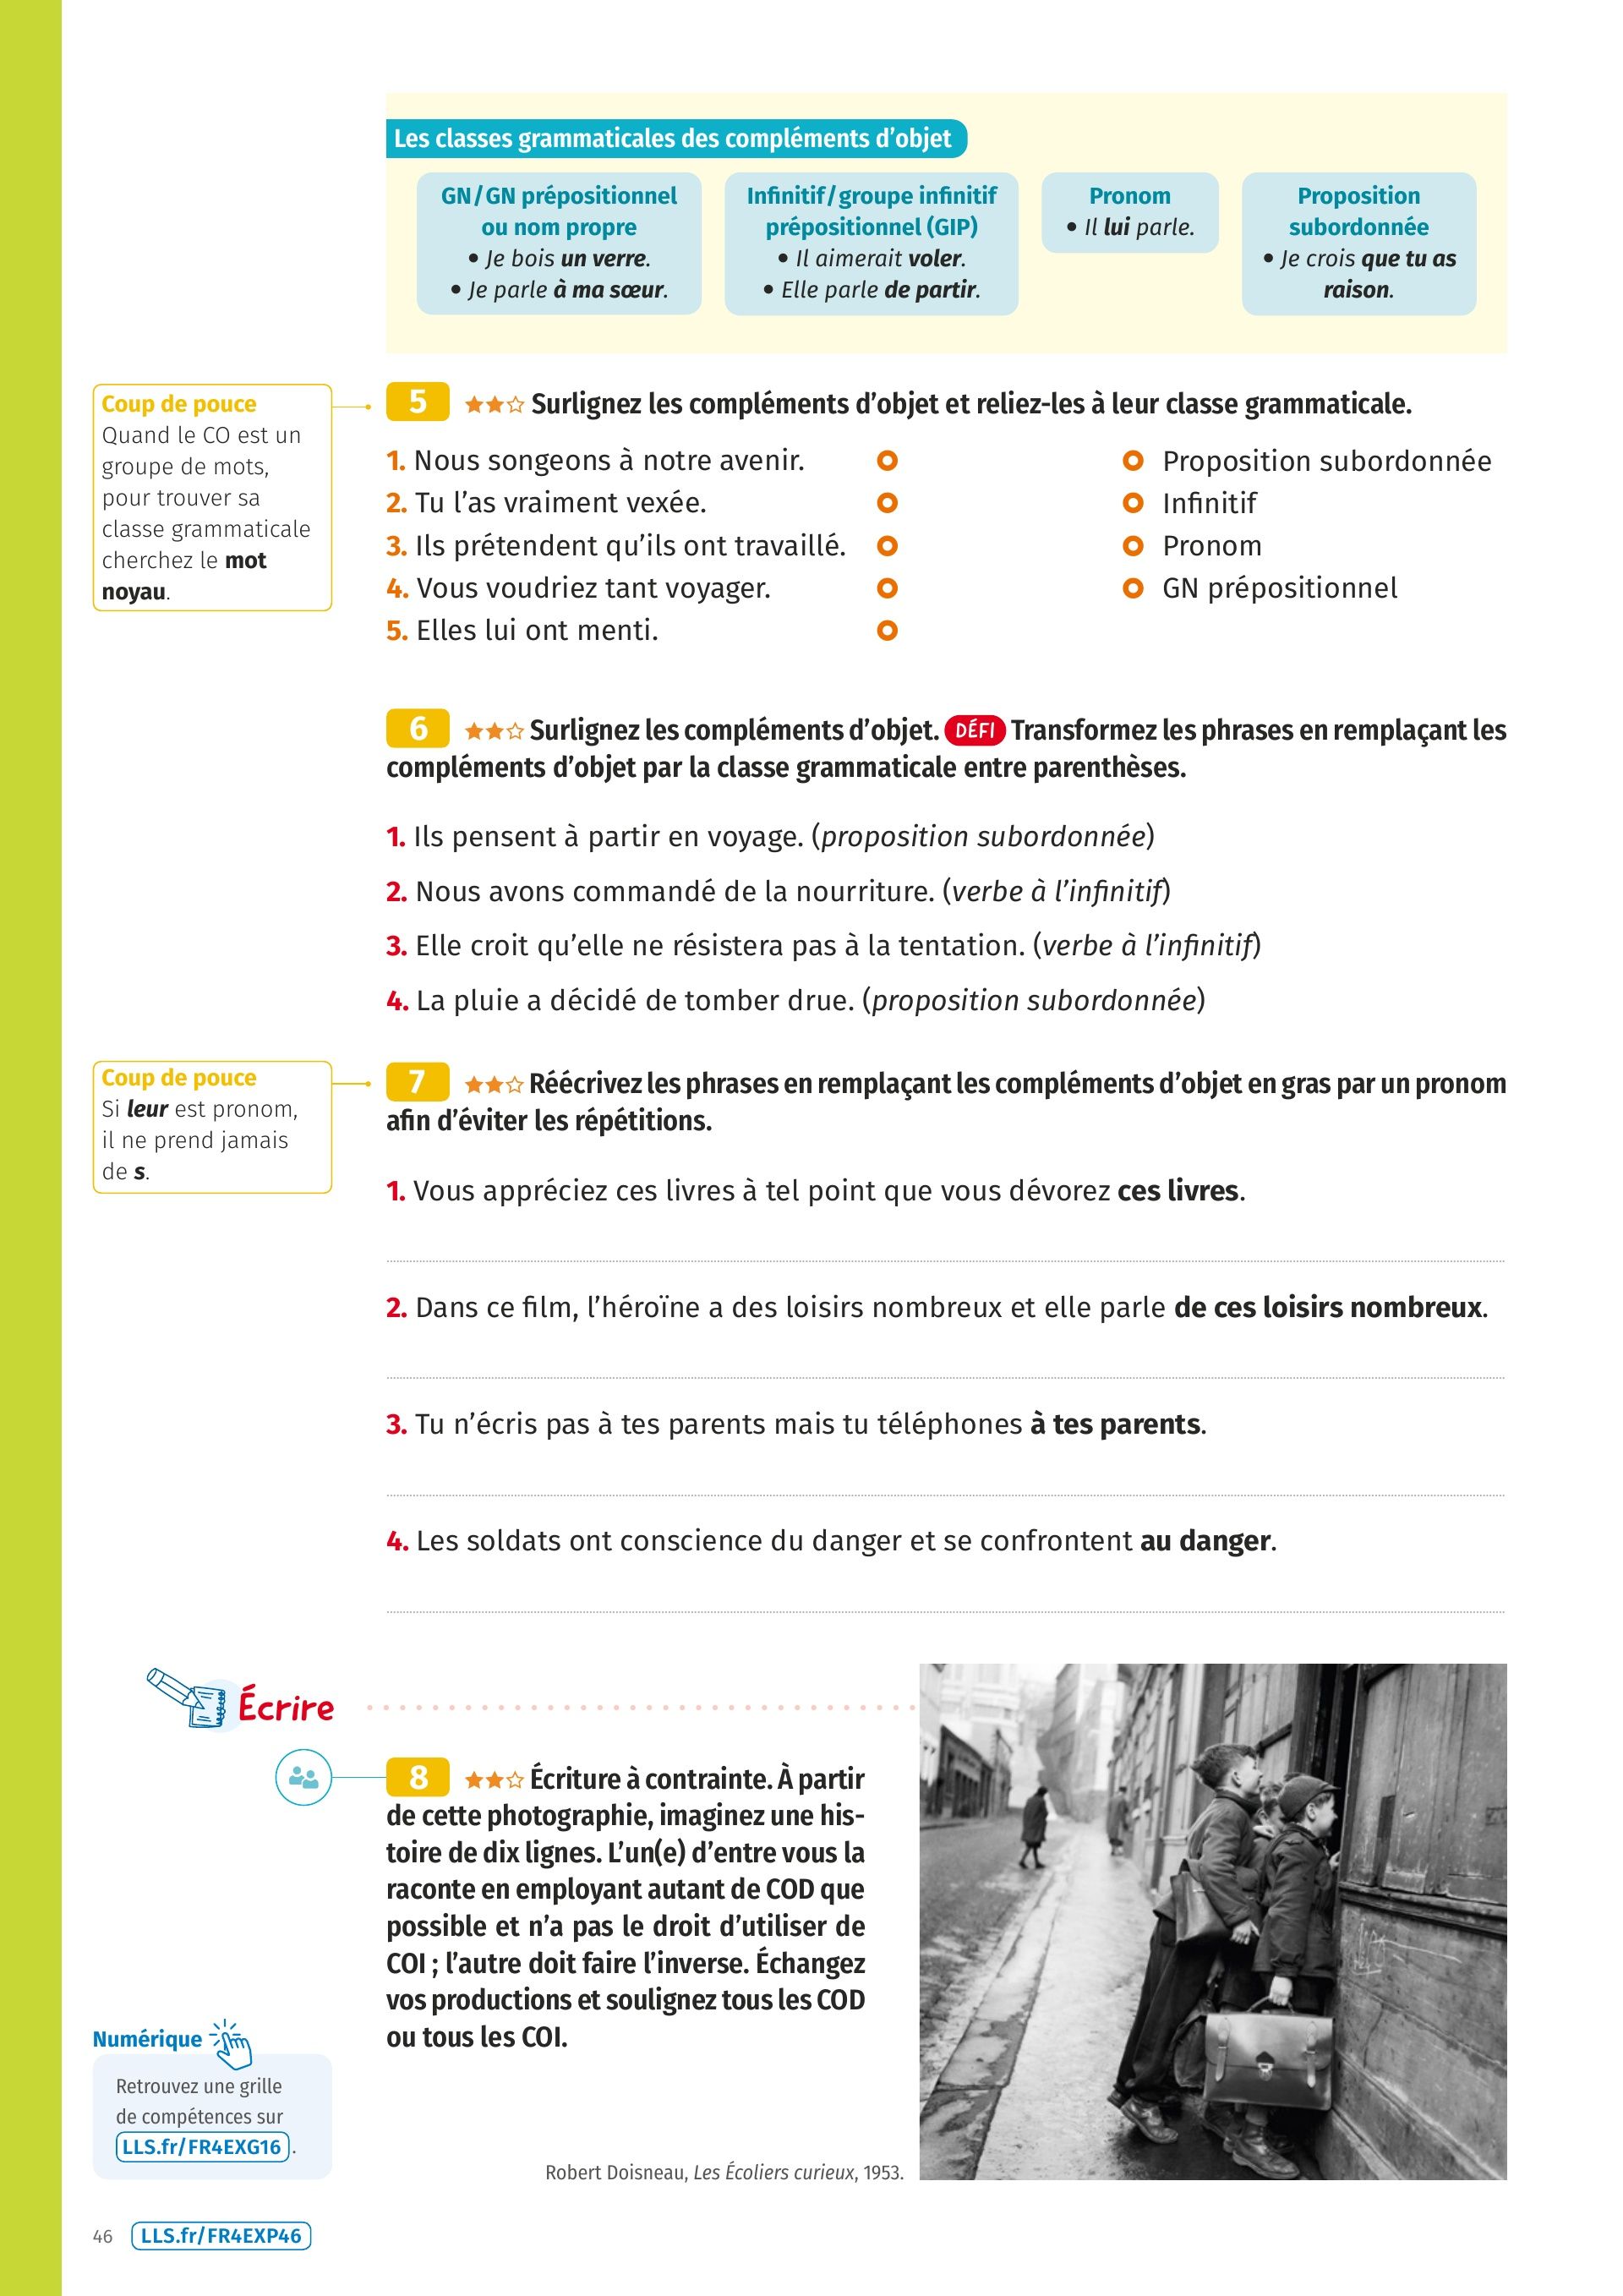 Les classes grammaticales des compléments d'objet
GN / GN prépositionnel
ou nom propre
• Je bois un verre.
• Je parle à ma sœur.
Infinitif / groupe infinitif
prépositionnel (GIP)
• Il aimerait voler.
• Elle parle de partir.
Pronom
• Il lui parle.
Proposition
subordonnée
• Je crois que tu as
raison.
Coup de pouce
Quand le CO est un
groupe de mots,
pour trouver sa
classe grammaticale
cherchez le mot
noyau.
5 ★★☆ Surlignez les compléments d'objet et reliez-les à leur classe grammaticale.
1. Nous songeons à notre avenir.
2. Tu l'as vraiment vexée.
3. Ils prétendent qu'ils ont travaillé.
4. Vous voudriez tant voyager.
5. Elles lui ont menti.
Proposition subordonnée
Infinitif
Pronom
GN prépositionnel
6 ★★☆ Surlignez les compléments d'objet. DÉFI Transformez les phrases en remplaçant les
compléments d'objet par la classe grammaticale entre parenthèses.
1. Ils pensent à partir en voyage. (proposition subordonnée)
2. Nous avons commandé de la nourriture. (verbe à l'infinitif)
3. Elle croit qu'elle ne résistera pas à la tentation. (verbe à l'infinitif)
4. La pluie a décidé de tomber drue. (proposition subordonnée)
Coup de pouce
Si leur est pronom,
il ne prend jamais
de s.
7 ★★☆ Réécrivez les phrases en remplaçant les compléments d'objet en gras par un pronom
afin d'éviter les répétitions.
1. Vous appréciez ces livres à tel point que vous dévorez ces livres.
2. Dans ce film, l'héroïne a des loisirs nombreux et elle parle de ces loisirs nombreux.
3. Tu n'écris pas à tes parents mais tu téléphones à tes parents.
4. Les soldats ont conscience du danger et se confrontent au danger.
Écrire
8 ★★☆ Écriture à contrainte. À partir
de cette photographie, imaginez une his-
toire de dix lignes. L'un(e) d'entre vous la
raconte en employant autant de COD que
possible et n'a pas le droit d'utiliser de
COI ; l'autre doit faire l'inverse. Échangez
vos productions et soulignez tous les COD
ou tous les COI.
Numérique
Retrouvez une grille
de compétences sur
LLS.fr/FR4EXG16 .
Robert Doisneau, Les Écoliers curieux, 1953.
46 LLS.fr/FR4EXP46